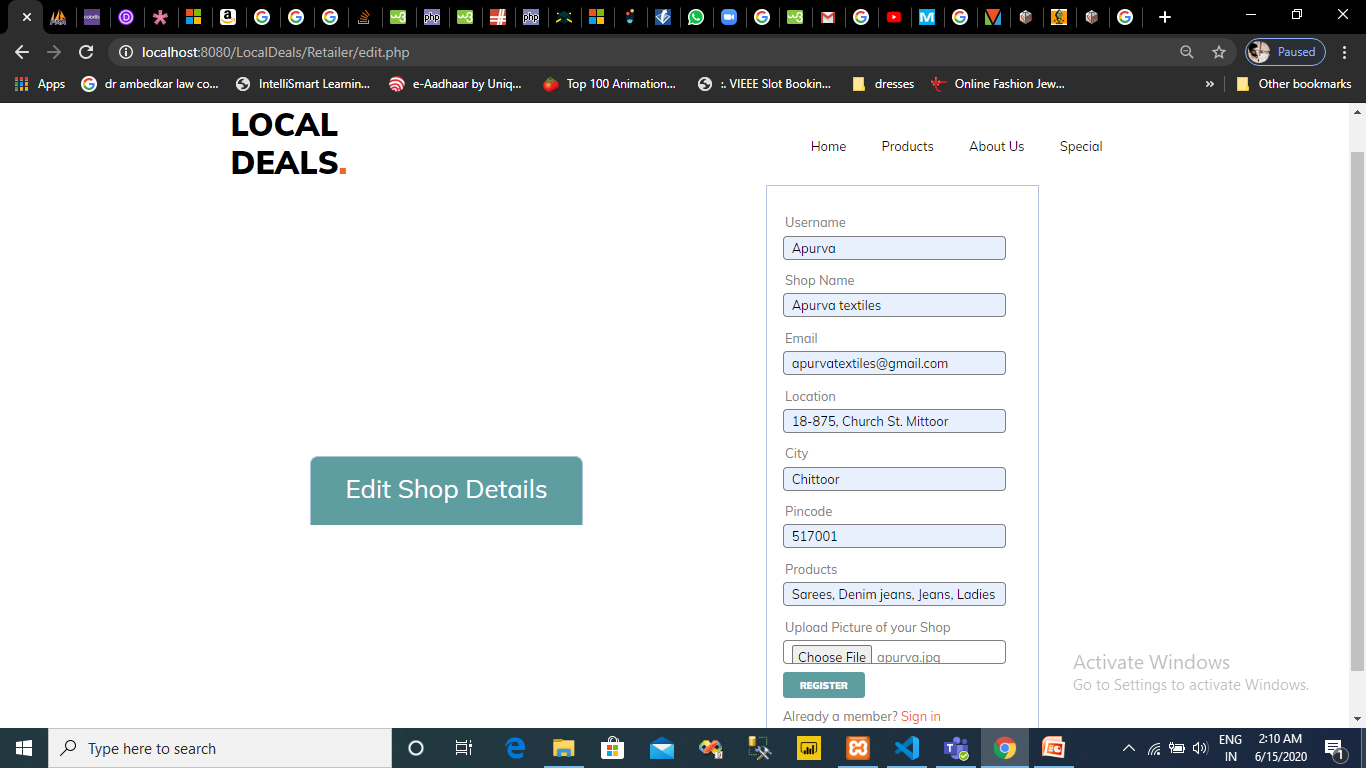 localhost:8080/LocalDeals/Retailer/edit.php
Paused
Apps
dr ambedkar law co...
IntelliSmart Learnin...
e-Aadhaar by Uniq...
Top 100 Animation...
:. VIEEE Slot Bookin...
dresses
Online Fashion Jew...
»
Other bookmarks
LOCAL
DEALS.
Home
Products
About Us
Special
Username
Apurva
Shop Name
Apurva textiles
Email
apurvatextiles@gmail.com
Location
18-875, Church St. Mittoor
City
Chittoor
Pincode
517001
Products
Sarees, Denim jeans, Jeans, Ladies
Upload Picture of your Shop
Choose File apurva.jpg
REGISTER
Already a member? Sign in
Edit Shop Details
Activate Windows
Go to Settings to activate Windows.
Type here to search
ENG
IN
2:10 AM
6/15/2020
1